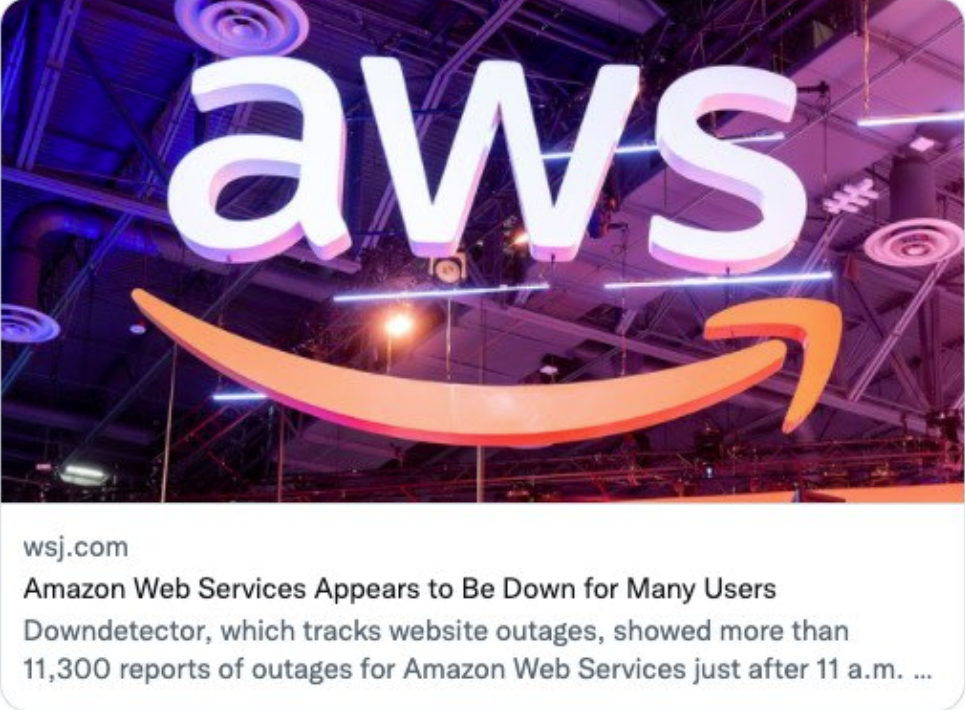 aws
wsj.com
Amazon Web Services Appears to Be Down for Many Users
Downdetector, which tracks website outages, showed more than
11,300 reports of outages for Amazon Web Services just after 11 a.m. ...